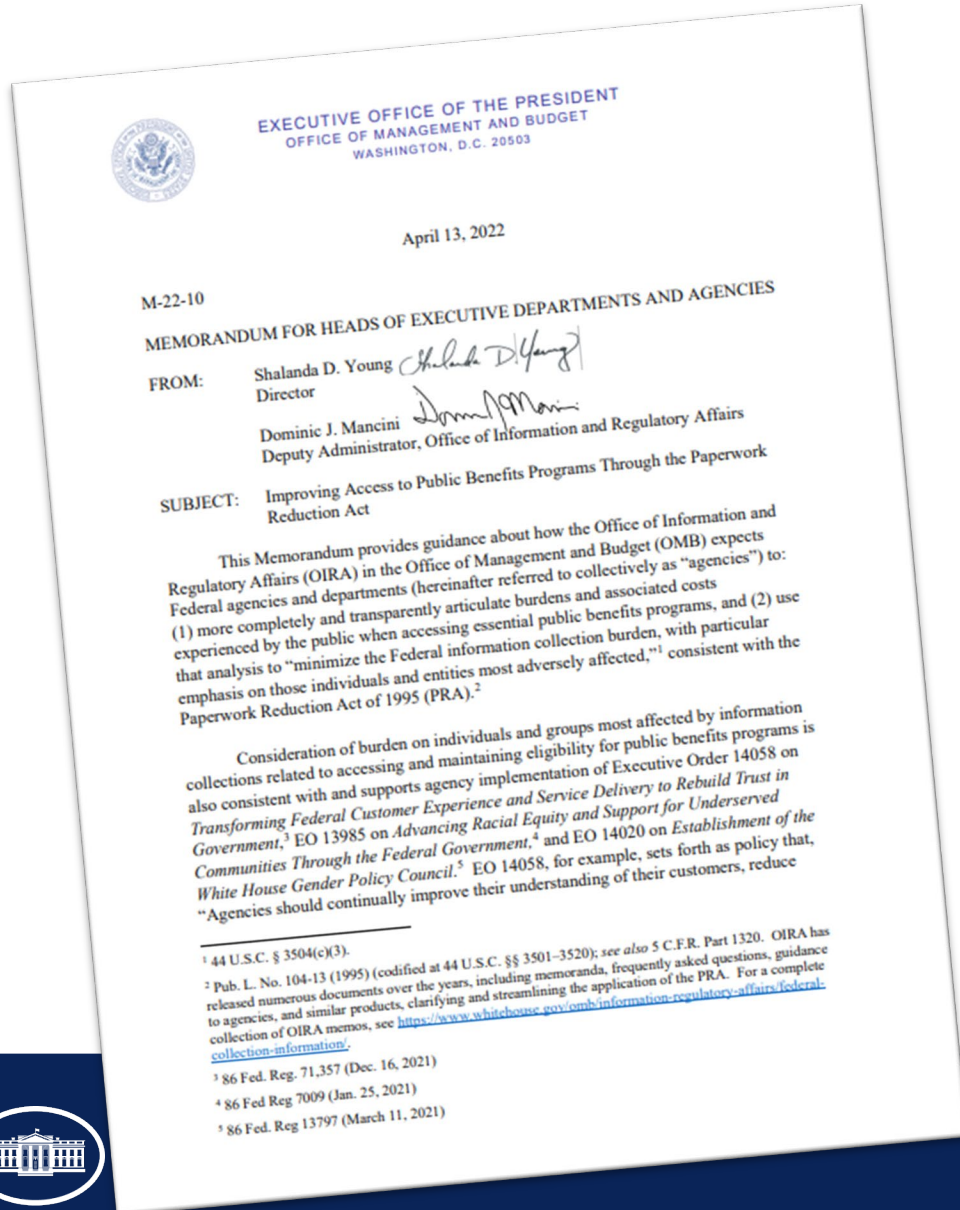 EXECUTIVE OFFICE OF THE PRESIDENT
OFFICE OF MANAGEMENT AND BUDGET
WASHINGTON, D.C. 20503
April 13, 2022
M-22-10
MEMORANDUM FOR HEADS OF EXECUTIVE DEPARTMENTS AND AGENCIES
FROM: Shalanda D. Young Shalanda D Young
Director
Dominic J. Mancini
Deputy Administrator, Office of Information and Regulatory Affairs
SUBJECT: Improving Access to Public Benefits Programs Through the Paperwork
Reduction Act
This Memorandum provides guidance about how the Office of Information and
Regulatory Affairs (OIRA) in the Office of Management and Budget (OMB) expects
Federal agencies and departments (hereinafter referred to collectively as “agencies”) to:
(1) more completely and transparently articulate burdens and associated costs
experienced by the public when accessing essential public benefits programs, and (2) use
that analysis to “minimize the Federal information collection burden, with particular
emphasis on those individuals and entities most adversely affected,”¹ consistent with the
Paperwork Reduction Act of 1995 (PRA).²
Consideration of burden on individuals and groups most affected by information
collections related to accessing and maintaining eligibility for public benefits programs is
also consistent with and supports agency implementation of Executive Order 14058 on
Transforming Federal Customer Experience and Service Delivery to Rebuild Trust in
Government,³ EO 13985 on Advancing Racial Equity and Support for Underserved
Communities Through the Federal Government,⁴ and EO 14020 on Establishment of the
White House Gender Policy Council.⁵ EO 14058, for example, sets forth as policy that,
“Agencies should continually improve their understanding of their customers, reduce
¹ 44 U.S.C. § 3504(c)(3).
² Pub. L. No. 104-13 (1995) (codified at 44 U.S.C. §§ 3501–3520); see also 5 C.F.R. Part 1320. OIRA has
released numerous documents over the years, including memoranda, frequently asked questions, guidance
to agencies, and similar products, clarifying and streamlining the application of the PRA. For a complete
collection of OIRA memos, see https://www.whitehouse.gov/omb/information-regulatory-affairs/federal-
collection-information/.
³ 86 Fed. Reg. 71,357 (Dec. 16, 2021)
⁴ 86 Fed Reg 7009 (Jan. 25, 2021)
⁵ 86 Fed. Reg 13797 (March 11, 2021)